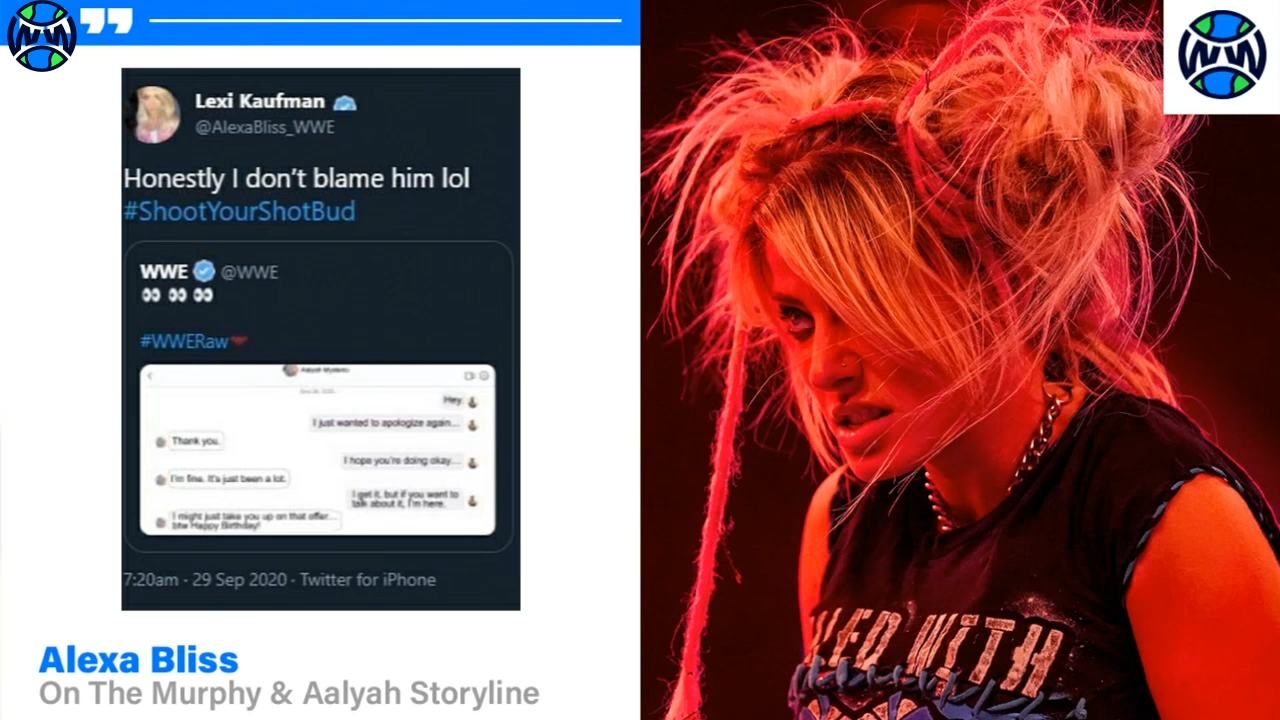 Lexi Kaufman
@AlexaBliss_WWE
Honestly I don't blame him lol
#ShootYourShotBud
WWE @WWE
#WWERaw
Aalyah Mysterio
Hey
I just wanted to apologize again...
Thank you.
I hope you're doing okay...
I'm fine. It's just been a lot.
I get it, but if you want to
talk about it, I'm here.
I might just take you up on that offer...
btw Happy Birthday!
7:20am · 29 Sep 2020 · Twitter for iPhone
Alexa Bliss
On The Murphy & Aalyah Storyline
WITH